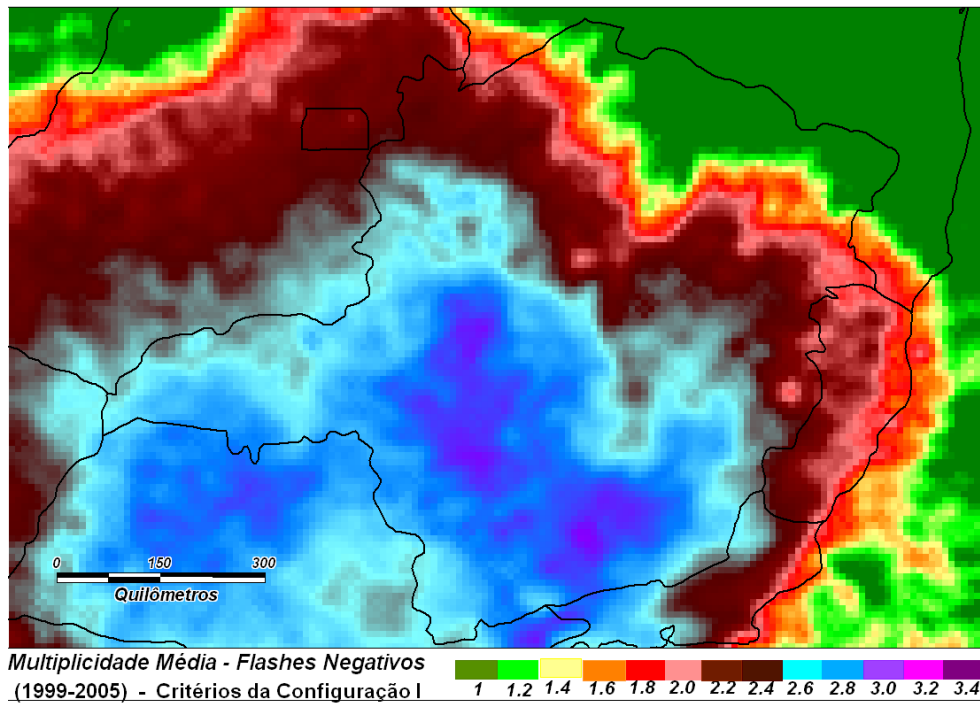 0 150 300
Quilômetros
Multiplicidade Média - Flashes Negativos
(1999-2005) - Critérios da Configuração I
1 1.2 1.4 1.6 1.8 2.0 2.2 2.4 2.6 2.8 3.0 3.2 3.4